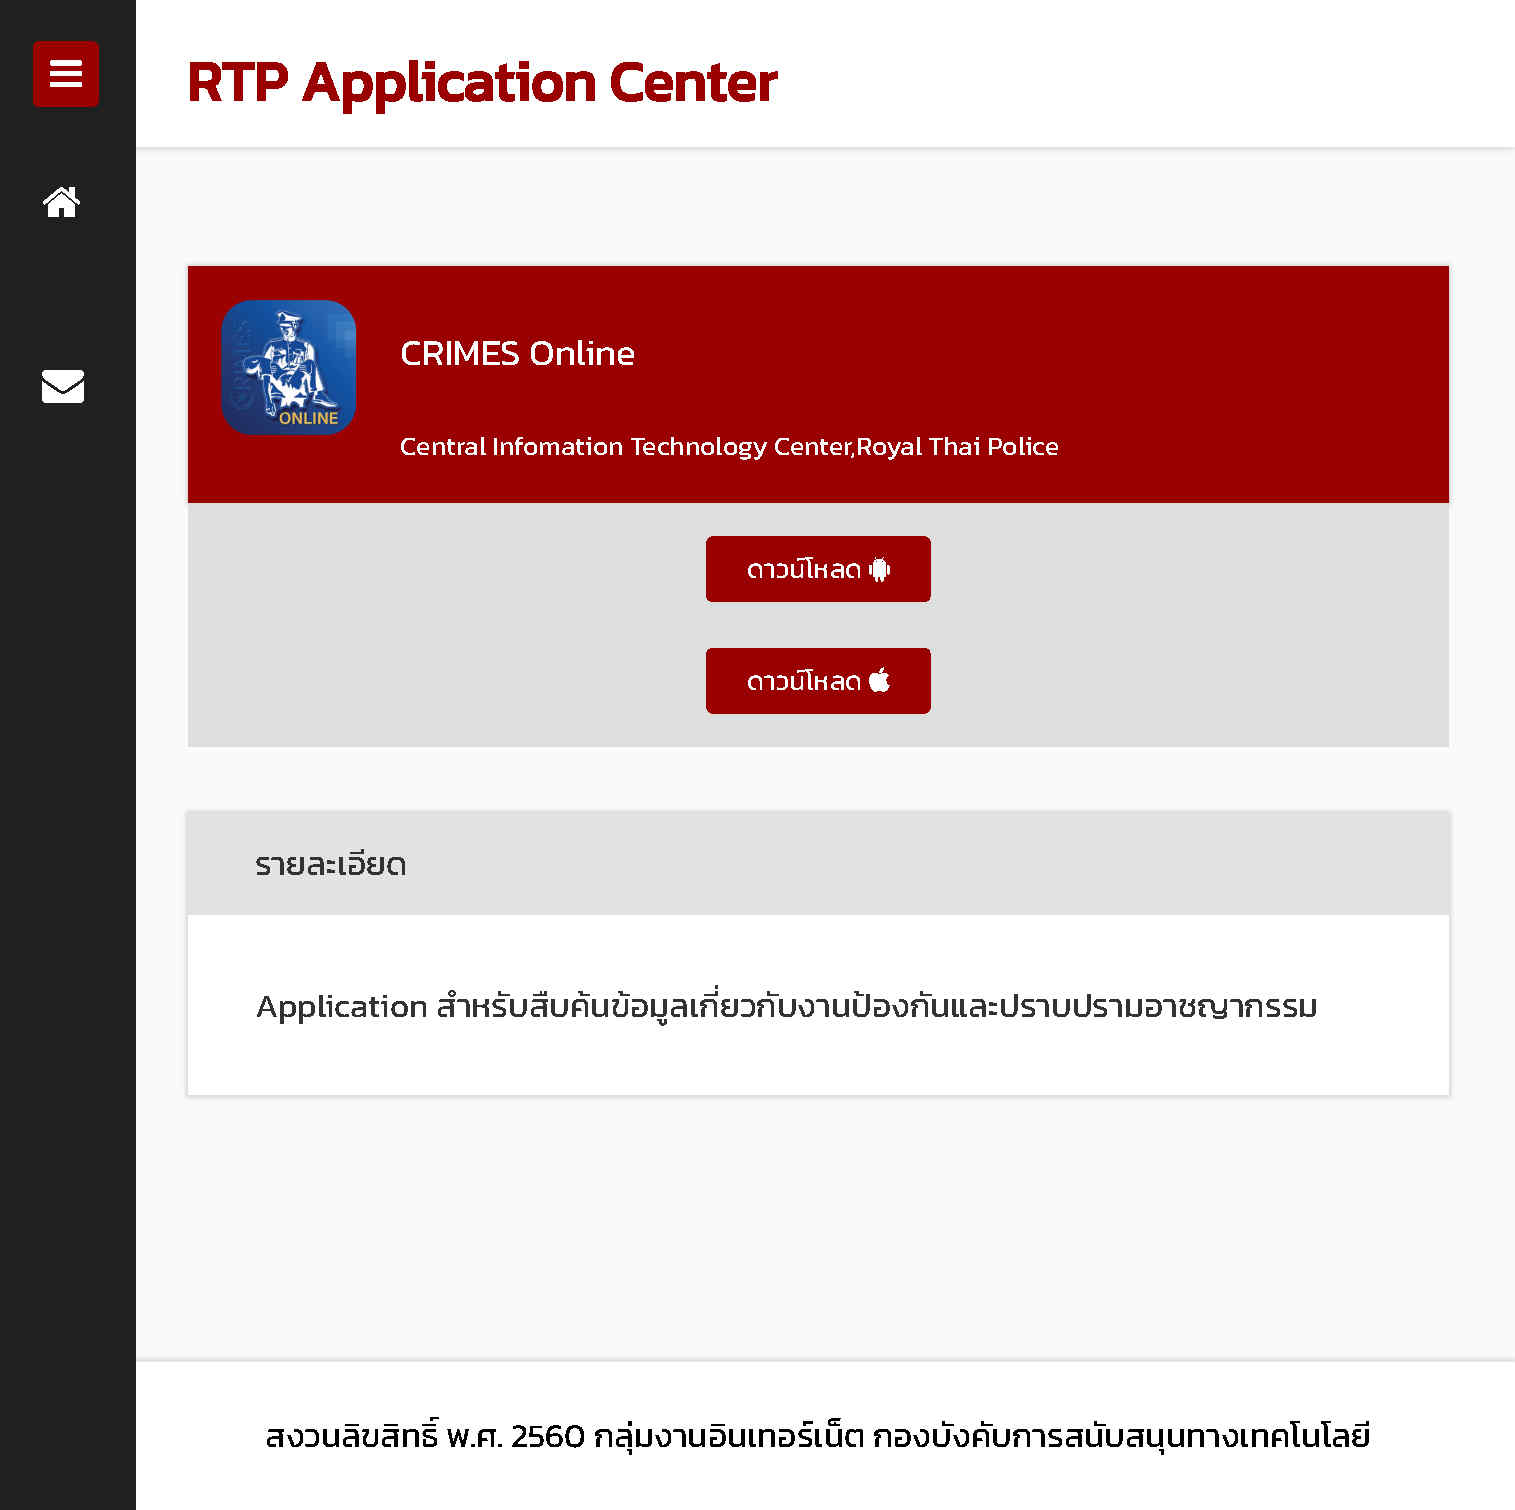 RTP Application Center
CRIMES
ONLINE
CRIMES Online
Central Infomation Technology Center,Royal Thai Police
ดาวน์โหลด
ดาวน์โหลด
รายละเอียด
Application สำหรับสืบค้นข้อมูลเกี่ยวกับงานป้องกันและปราบปรามอาชญากรรม
สงวนลิขสิทธิ์ พ.ศ. 2560 กลุ่มงานอินเทอร์เน็ต กองบังคับการสนับสนุนทางเทคโนโลยี